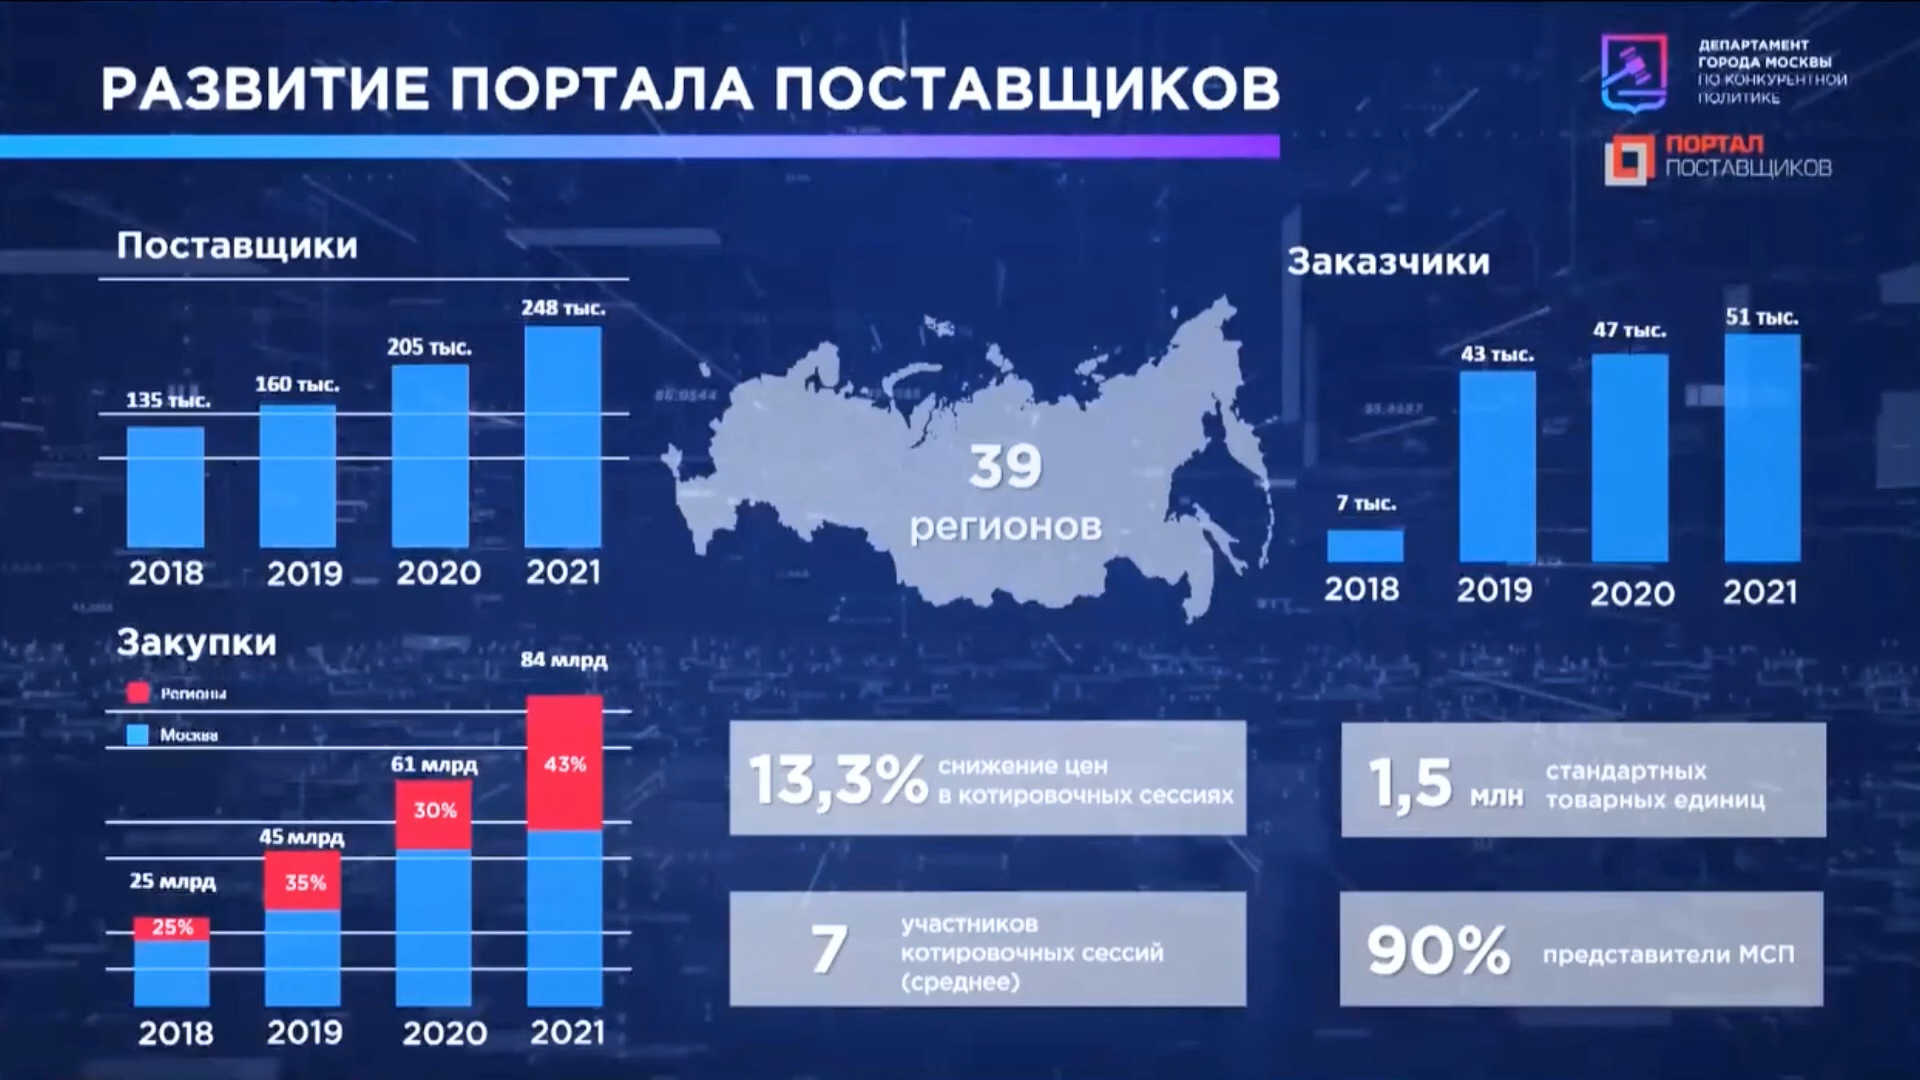 РАЗВИТИЕ ПОРТАЛА ПОСТАВЩИКОВ
ДЕПАРТАМЕНТ
ГОРОДА МОСКВЫ
ПО КОНКУРЕНТНОЙ
ПОЛИТИКЕ
ПОРТАЛ
ПОСТАВЩИКОВ
Поставщики
135 тыс.
160 тыс.
205 тыс.
248 тыс.
2018
2019
2020
2021
39
регионов
Заказчики
7 тыс.
43 тыс.
47 тыс.
51 тыс.
2018
2019
2020
2021
Закупки
Регионы
Москва
25 млрд
45 млрд
61 млрд
84 млрд
25%
35%
30%
43%
2018
2019
2020
2021
13,3% снижение цен
в котировочных сессиях
1,5 млн стандартных
товарных единиц
7 участников
котировочных сессий
(среднее)
90% представители МСП